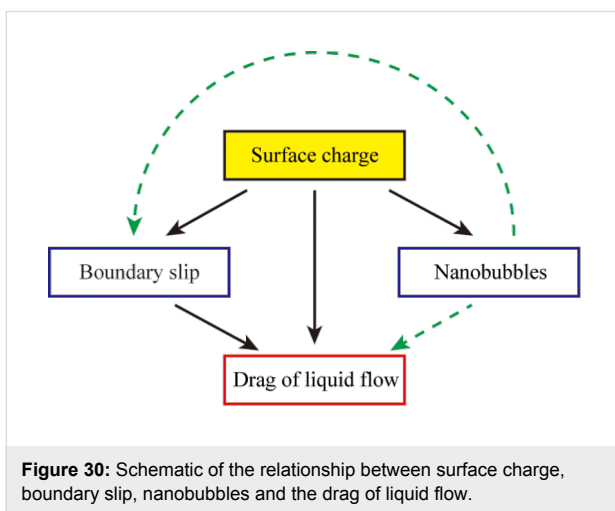 Surface charge
Boundary slip
Nanobubbles
Drag of liquid flow
Figure 30: Schematic of the relationship between surface charge,
boundary slip, nanobubbles and the drag of liquid flow.